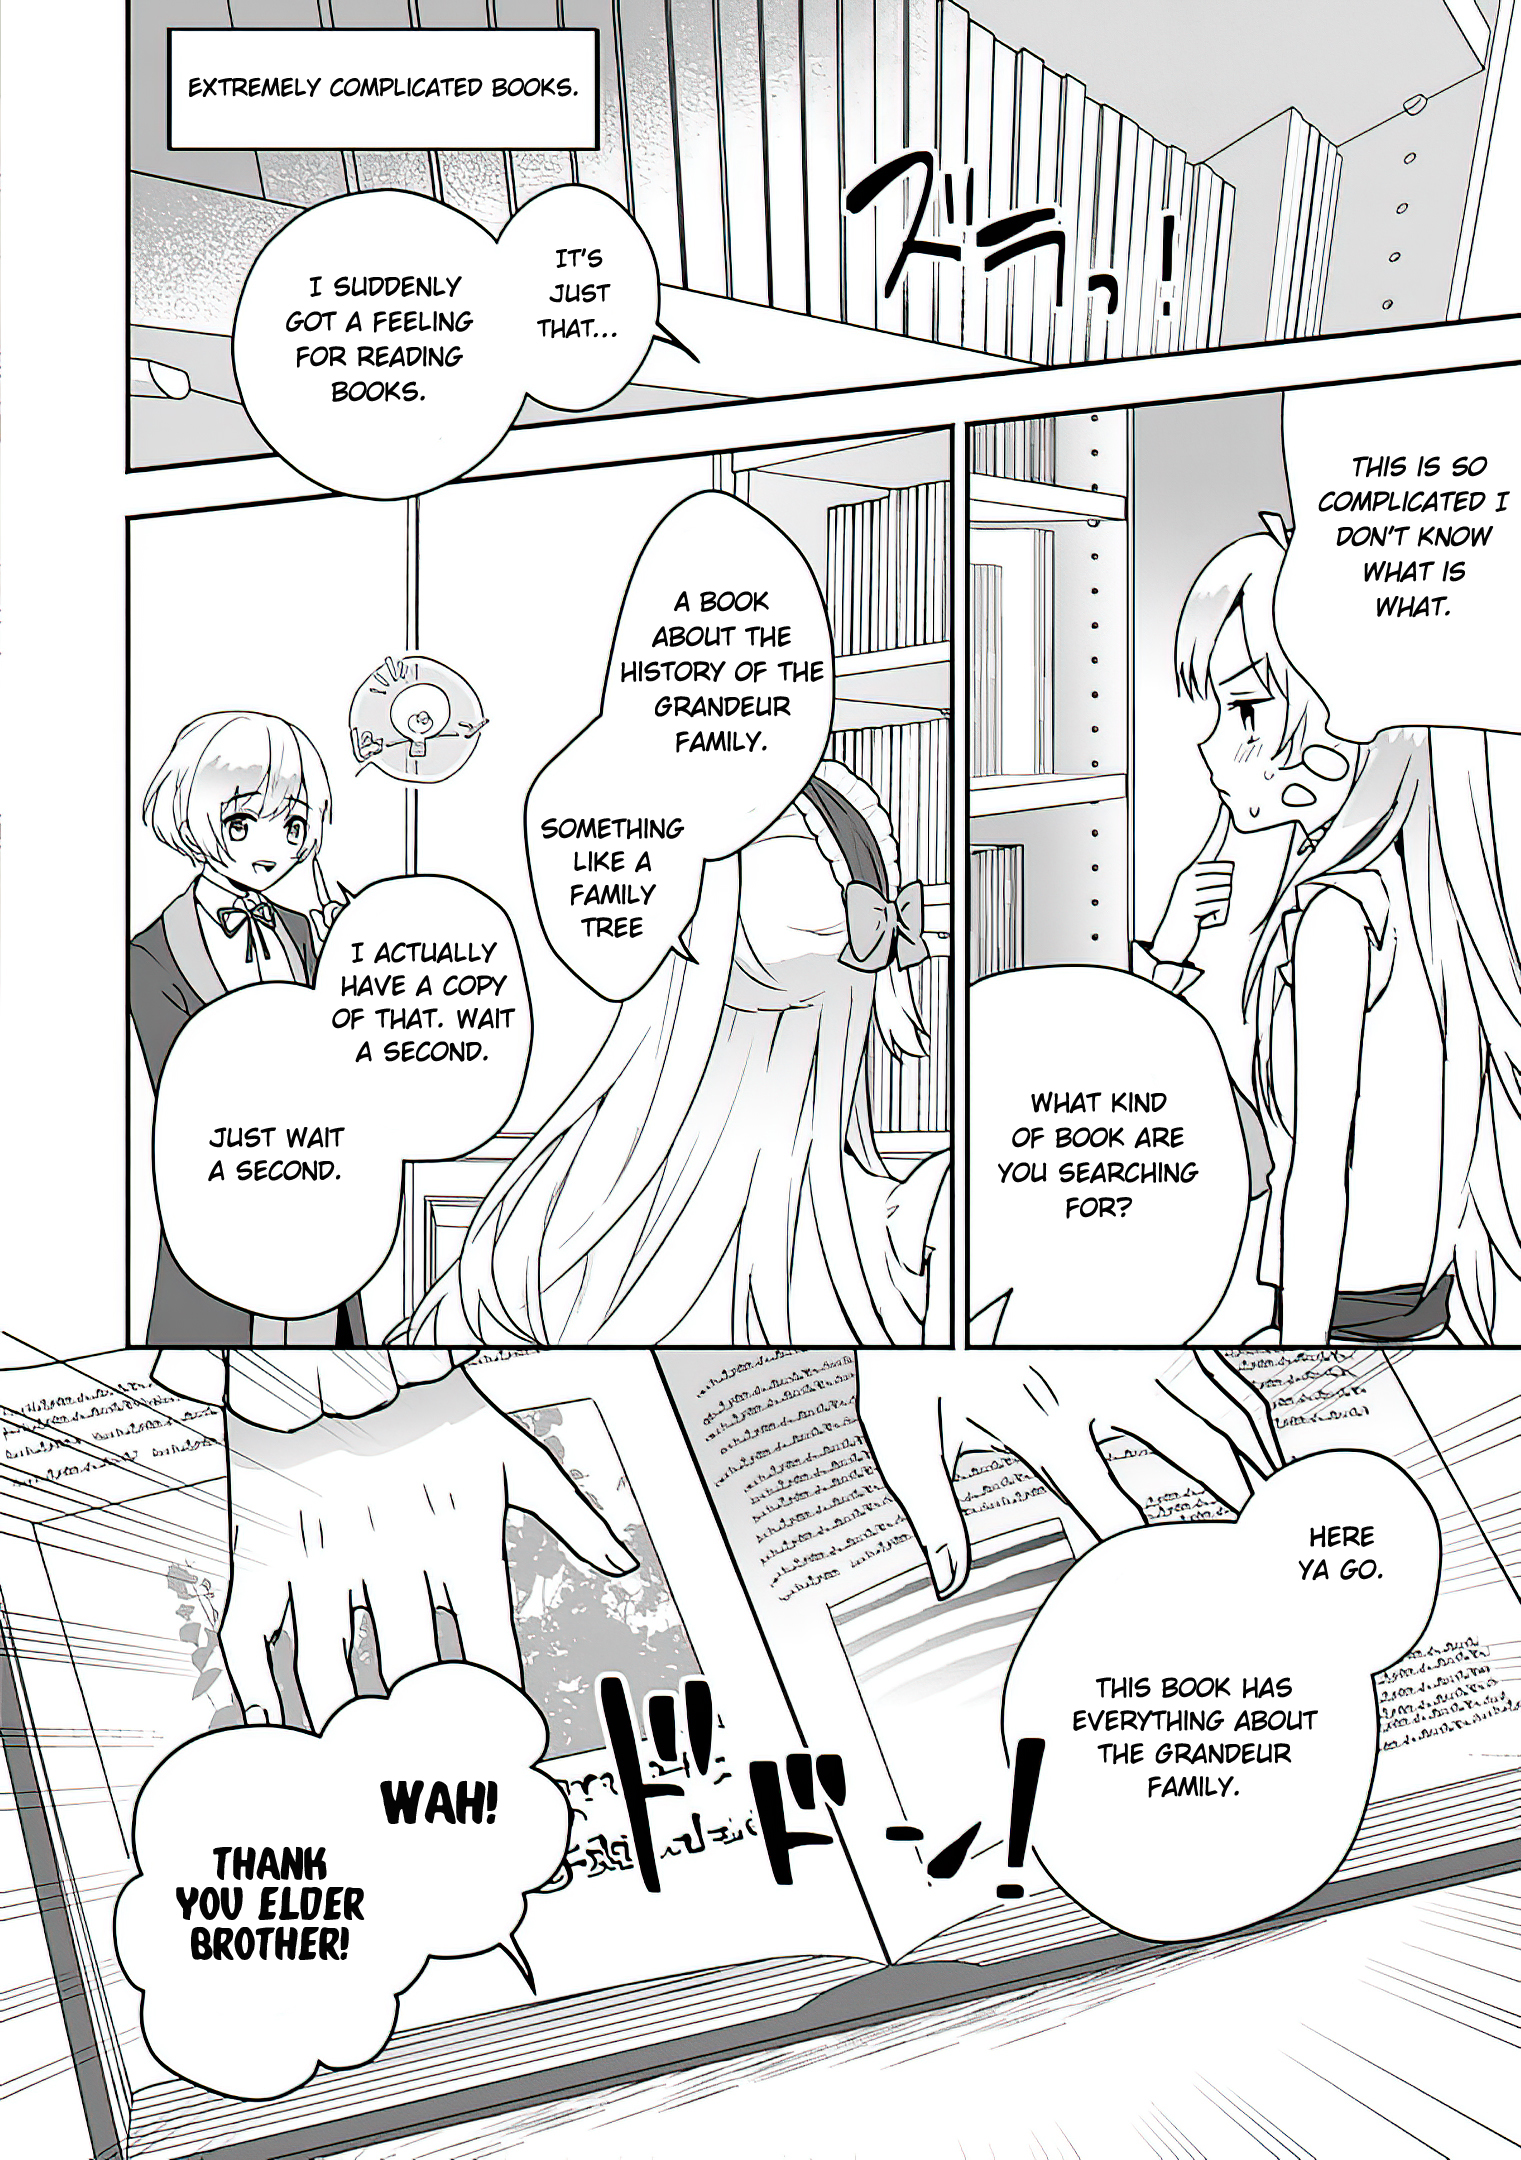 EXTREMELY COMPLICATED BOOKS.
ズラっ!
IT'S
JUST
THAT...
I SUDDENLY
GOT A FEELING
FOR READING
BOOKS.
THIS IS SO
COMPLICATED I
DON'T KNOW
WHAT IS
WHAT.
WHAT KIND
OF BOOK ARE
YOU SEARCHING
FOR?
A BOOK
ABOUT THE
HISTORY OF THE
GRANDEUR
FAMILY.
SOMETHING
LIKE A
FAMILY
TREE
I ACTUALLY
HAVE A COPY
OF THAT. WAIT
A SECOND.
JUST WAIT
A SECOND.
HERE
YA GO.
THIS BOOK HAS
EVERYTHING ABOUT
THE GRANDEUR
FAMILY.
ドドーン!
WAH!
THANK
YOU ELDER
BROTHER!